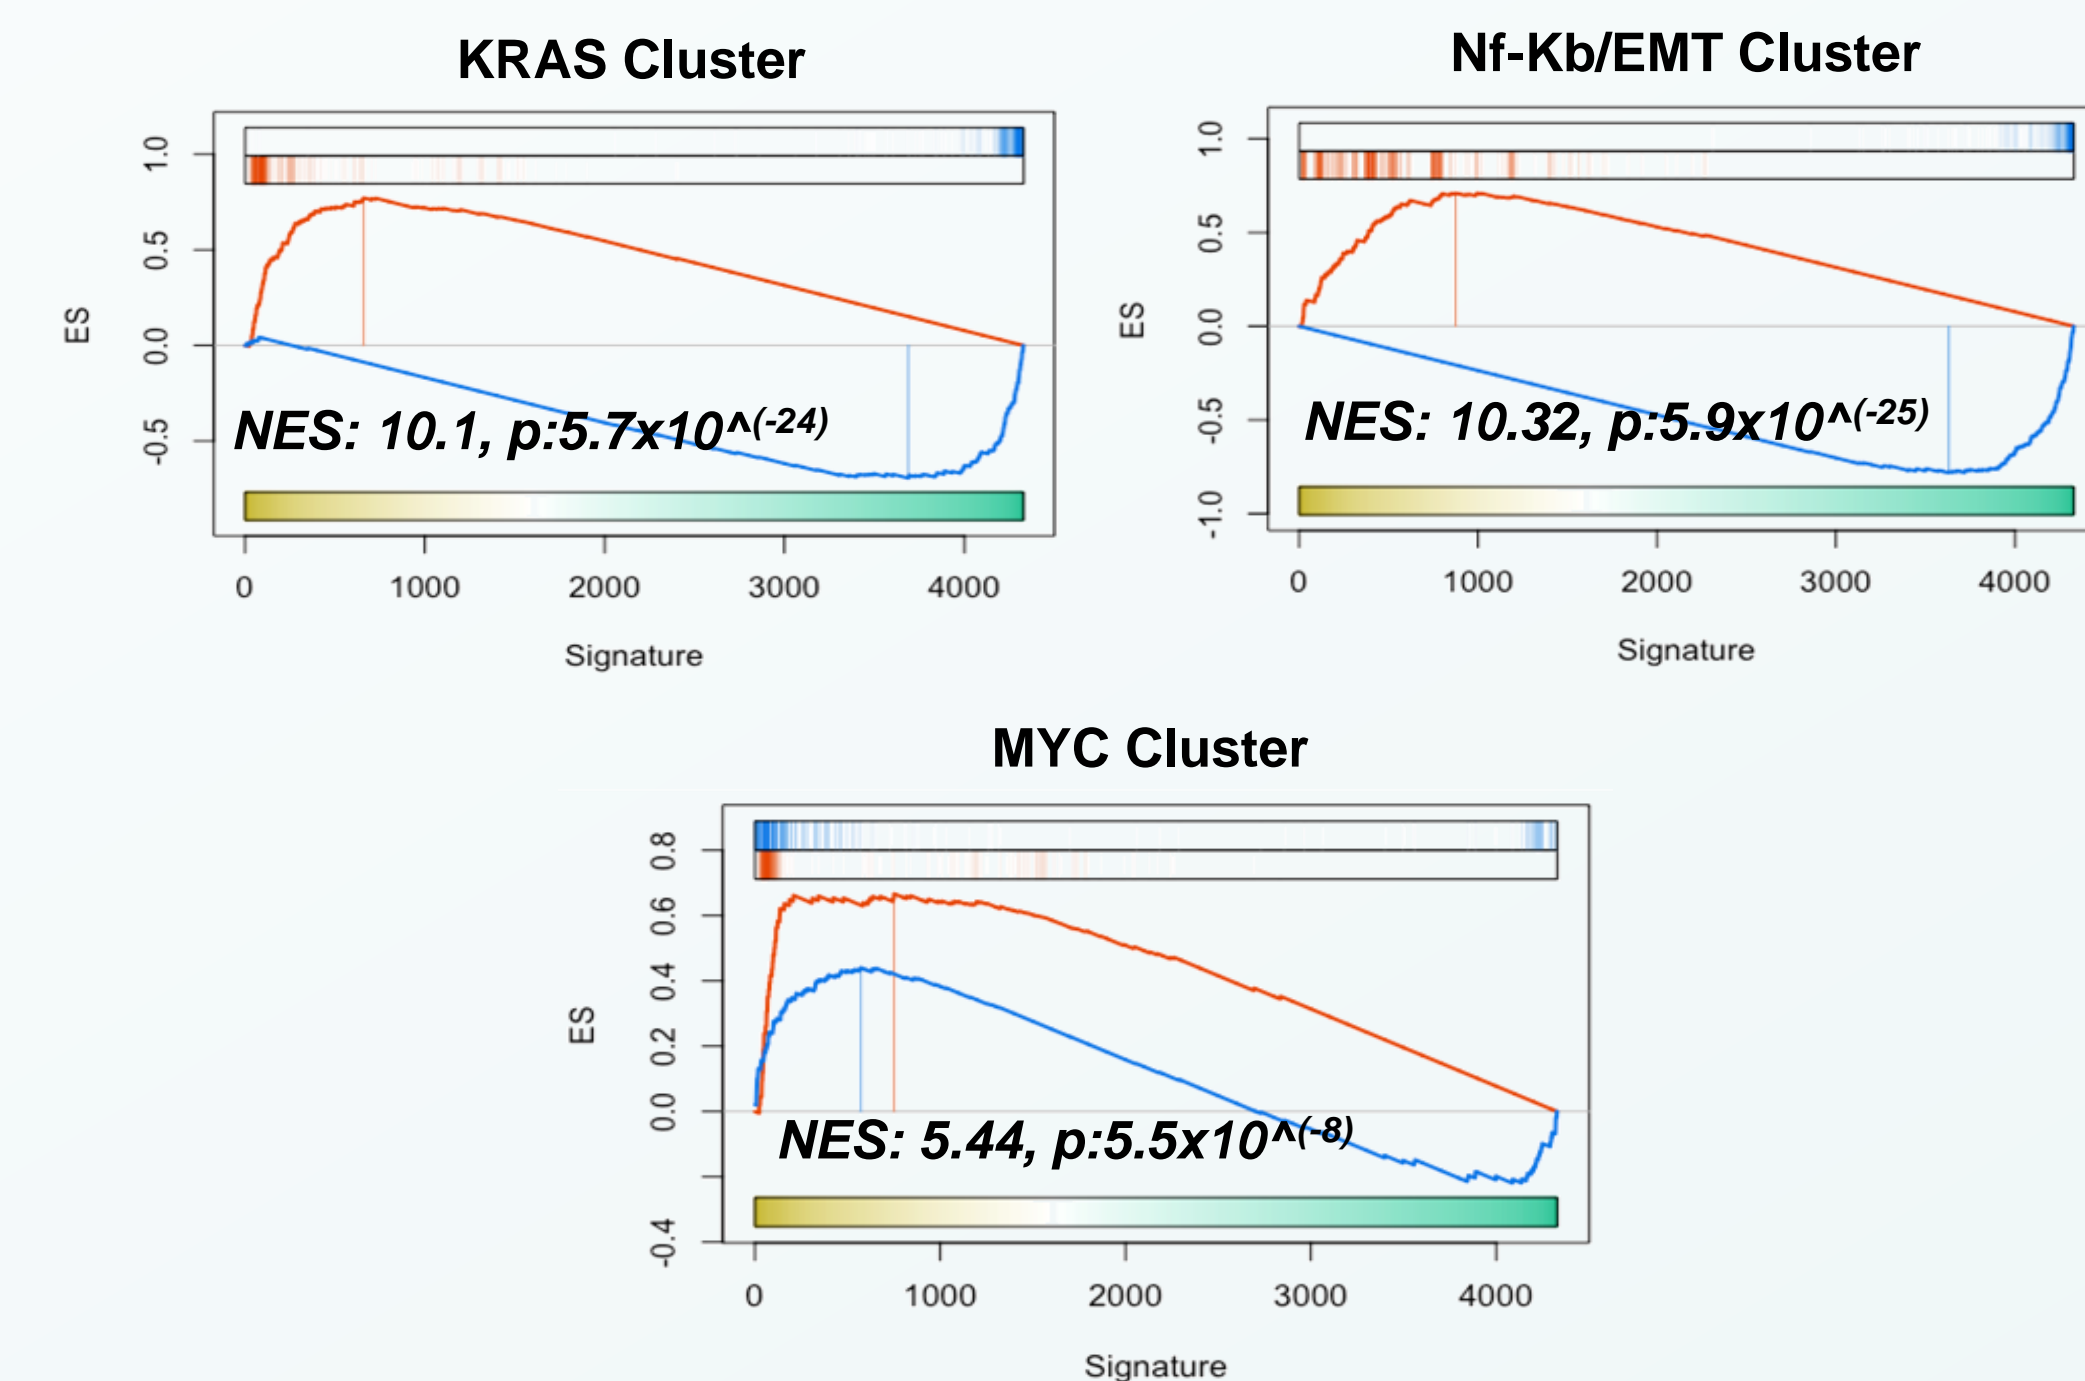 KRAS Cluster
1.0
0.5
0.0
-0.5
ES
NES: 10.1, p:5.7x10^(-24)
0 1000 2000 3000 4000
Signature
Nf-Kb/EMT Cluster
1.0
0.5
0.0
-0.5
-1.0
ES
NES: 10.32, p:5.9x10^(-25)
0 1000 2000 3000 4000
Signature
MYC Cluster
0.8
0.6
0.4
0.2
0.0
-0.4
ES
NES: 5.44, p:5.5x10^(-8)
0 1000 2000 3000 4000
Signature